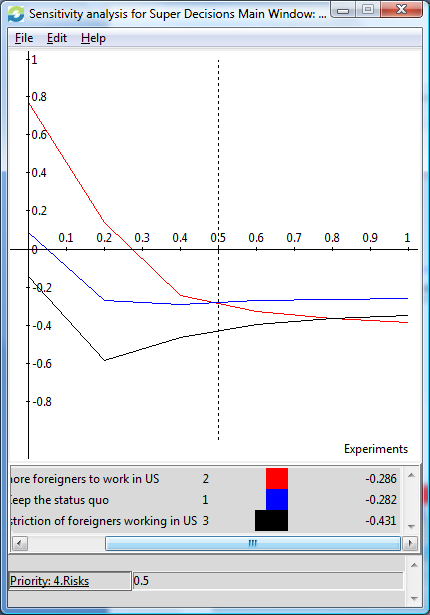 Sensitivity analysis for Super Decisions Main Window: ...
File Edit Help
1
0.8
0.6
0.4
0.2
0.1 0.2 0.3 0.4 0.5 0.6 0.7 0.8 0.9 1
0
-0.2
-0.4
-0.6
-0.8
Experiments
ore foreigners to work in US 2 -0.286
eep the status quo 1 -0.282
striction of foreigners working in US 3 -0.431
Priority: 4.Risks 0.5